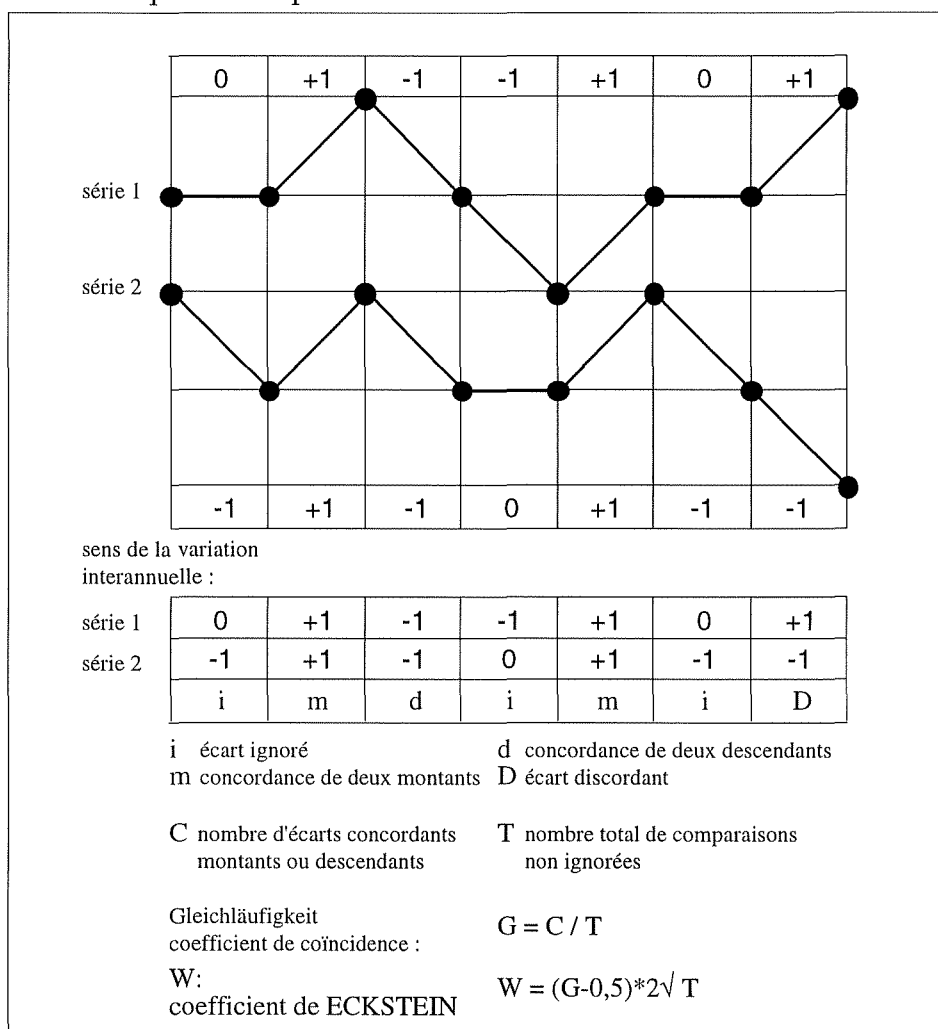 0 +1 -1 -1 +1 0 +1
série 1
série 2
-1 +1 -1 0 +1 -1 -1
sens de la variation
interannuelle :
série 1 0 +1 -1 -1 +1 0 +1
série 2 -1 +1 -1 0 +1 -1 -1
i m d i m i D
i écart ignoré
d concordance de deux descendants
m concordance de deux montants
D écart discordant
C nombre d'écarts concordants
montants ou descendants
T nombre total de comparaisons
non ignorées
Gleichläufigkeit
coefficient de coïncidence :
G = C / T
W:
coefficient de ECKSTEIN
W = (G-0,5)*2√ T